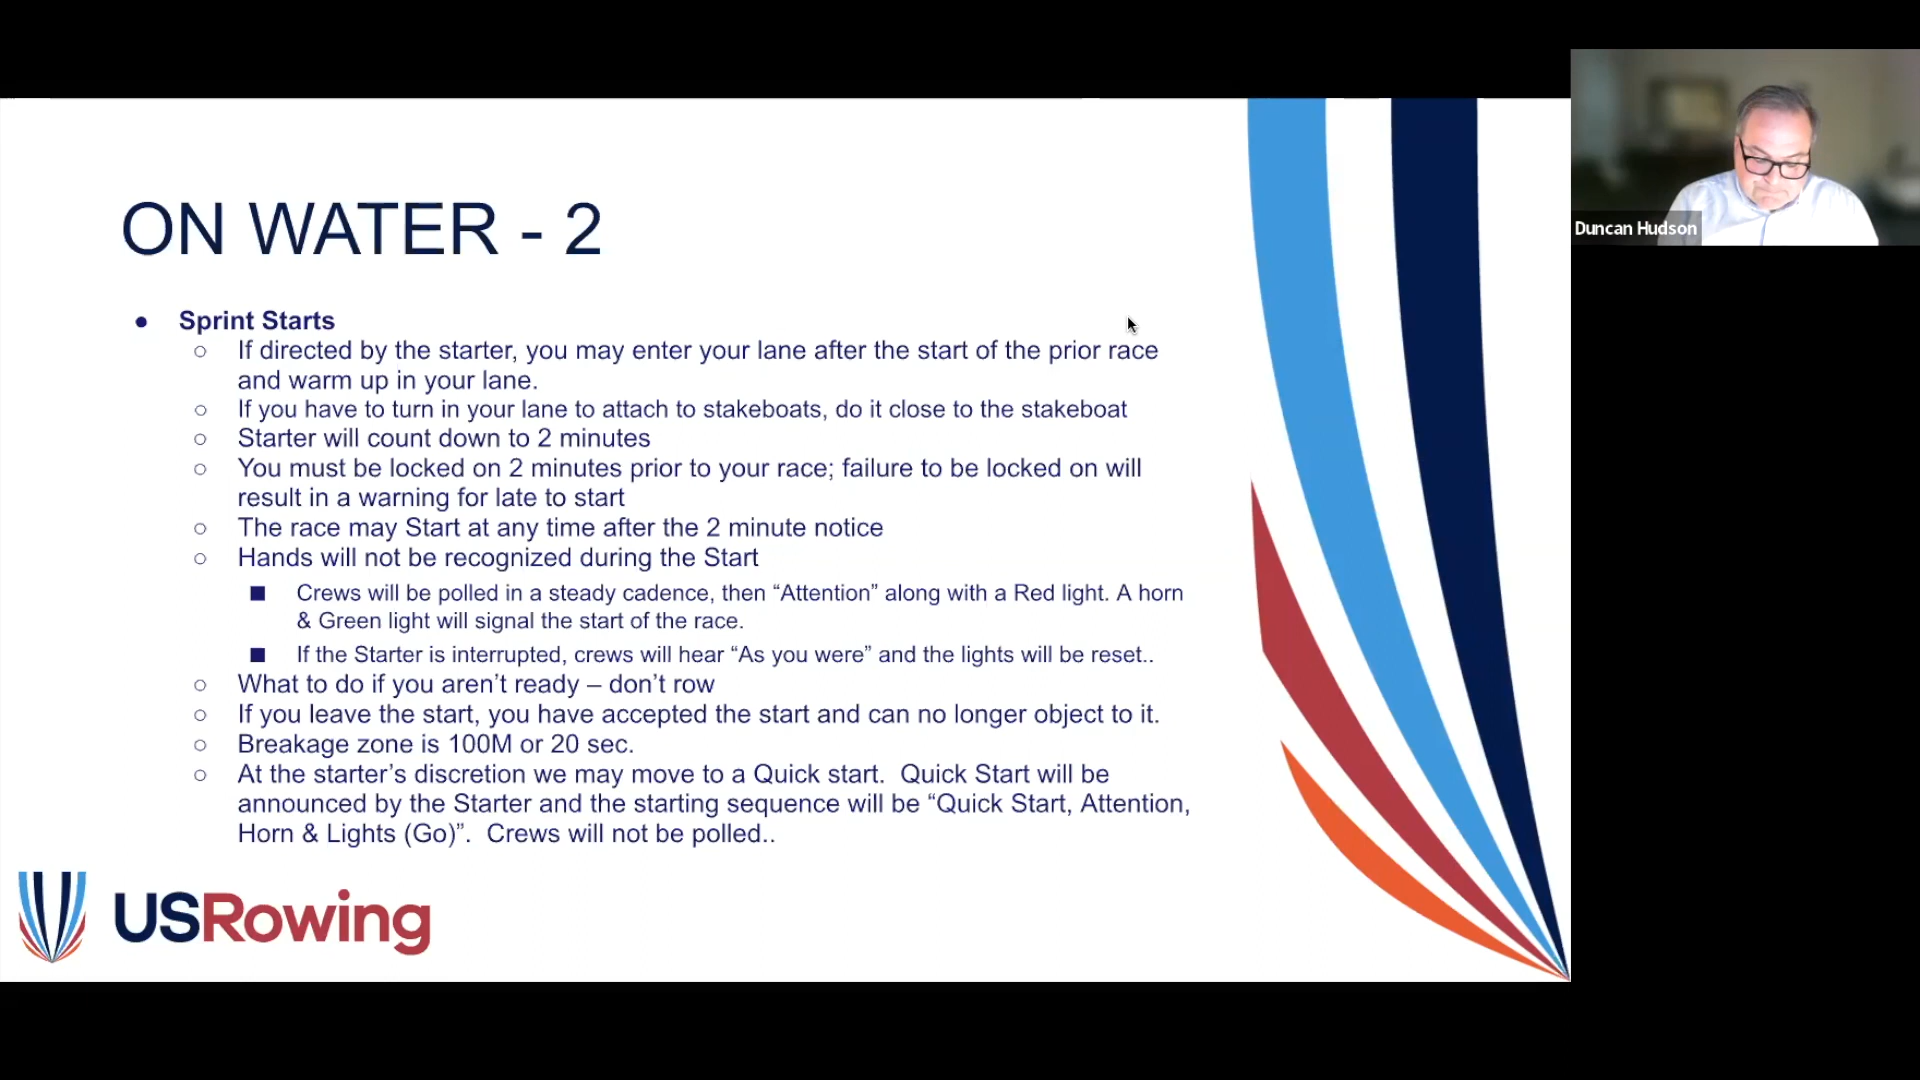 ON WATER - 2
● Sprint Starts
○ If directed by the starter, you may enter your lane after the start of the prior race
and warm up in your lane.
○ If you have to turn in your lane to attach to stakeboats, do it close to the stakeboat
○ Starter will count down to 2 minutes
○ You must be locked on 2 minutes prior to your race; failure to be locked on will
result in a warning for late to start
○ The race may Start at any time after the 2 minute notice
○ Hands will not be recognized during the Start
■ Crews will be polled in a steady cadence, then “Attention” along with a Red light. A horn
& Green light will signal the start of the race.
■ If the Starter is interrupted, crews will hear “As you were” and the lights will be reset..
○ What to do if you aren’t ready – don’t row
○ If you leave the start, you have accepted the start and can no longer object to it.
○ Breakage zone is 100M or 20 sec.
○ At the starter’s discretion we may move to a Quick start.  Quick Start will be
announced by the Starter and the starting sequence will be “Quick Start, Attention,
Horn & Lights (Go)”.  Crews will not be polled..
USRowing
Duncan Hudson